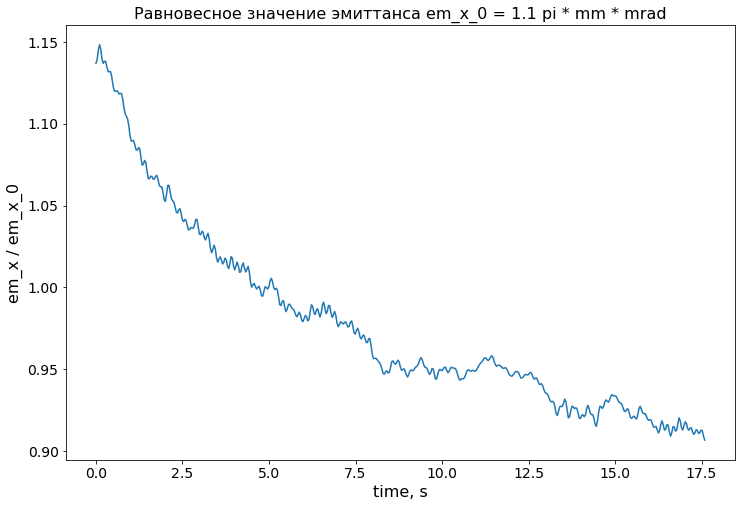 Равновесное значение эмиттанса em_x_0 = 1.1 pi * mm * mrad
em_x / em_x_0
1.15
1.10
1.05
1.00
0.95
0.90
0.0 2.5 5.0 7.5 10.0 12.5 15.0 17.5
time, s